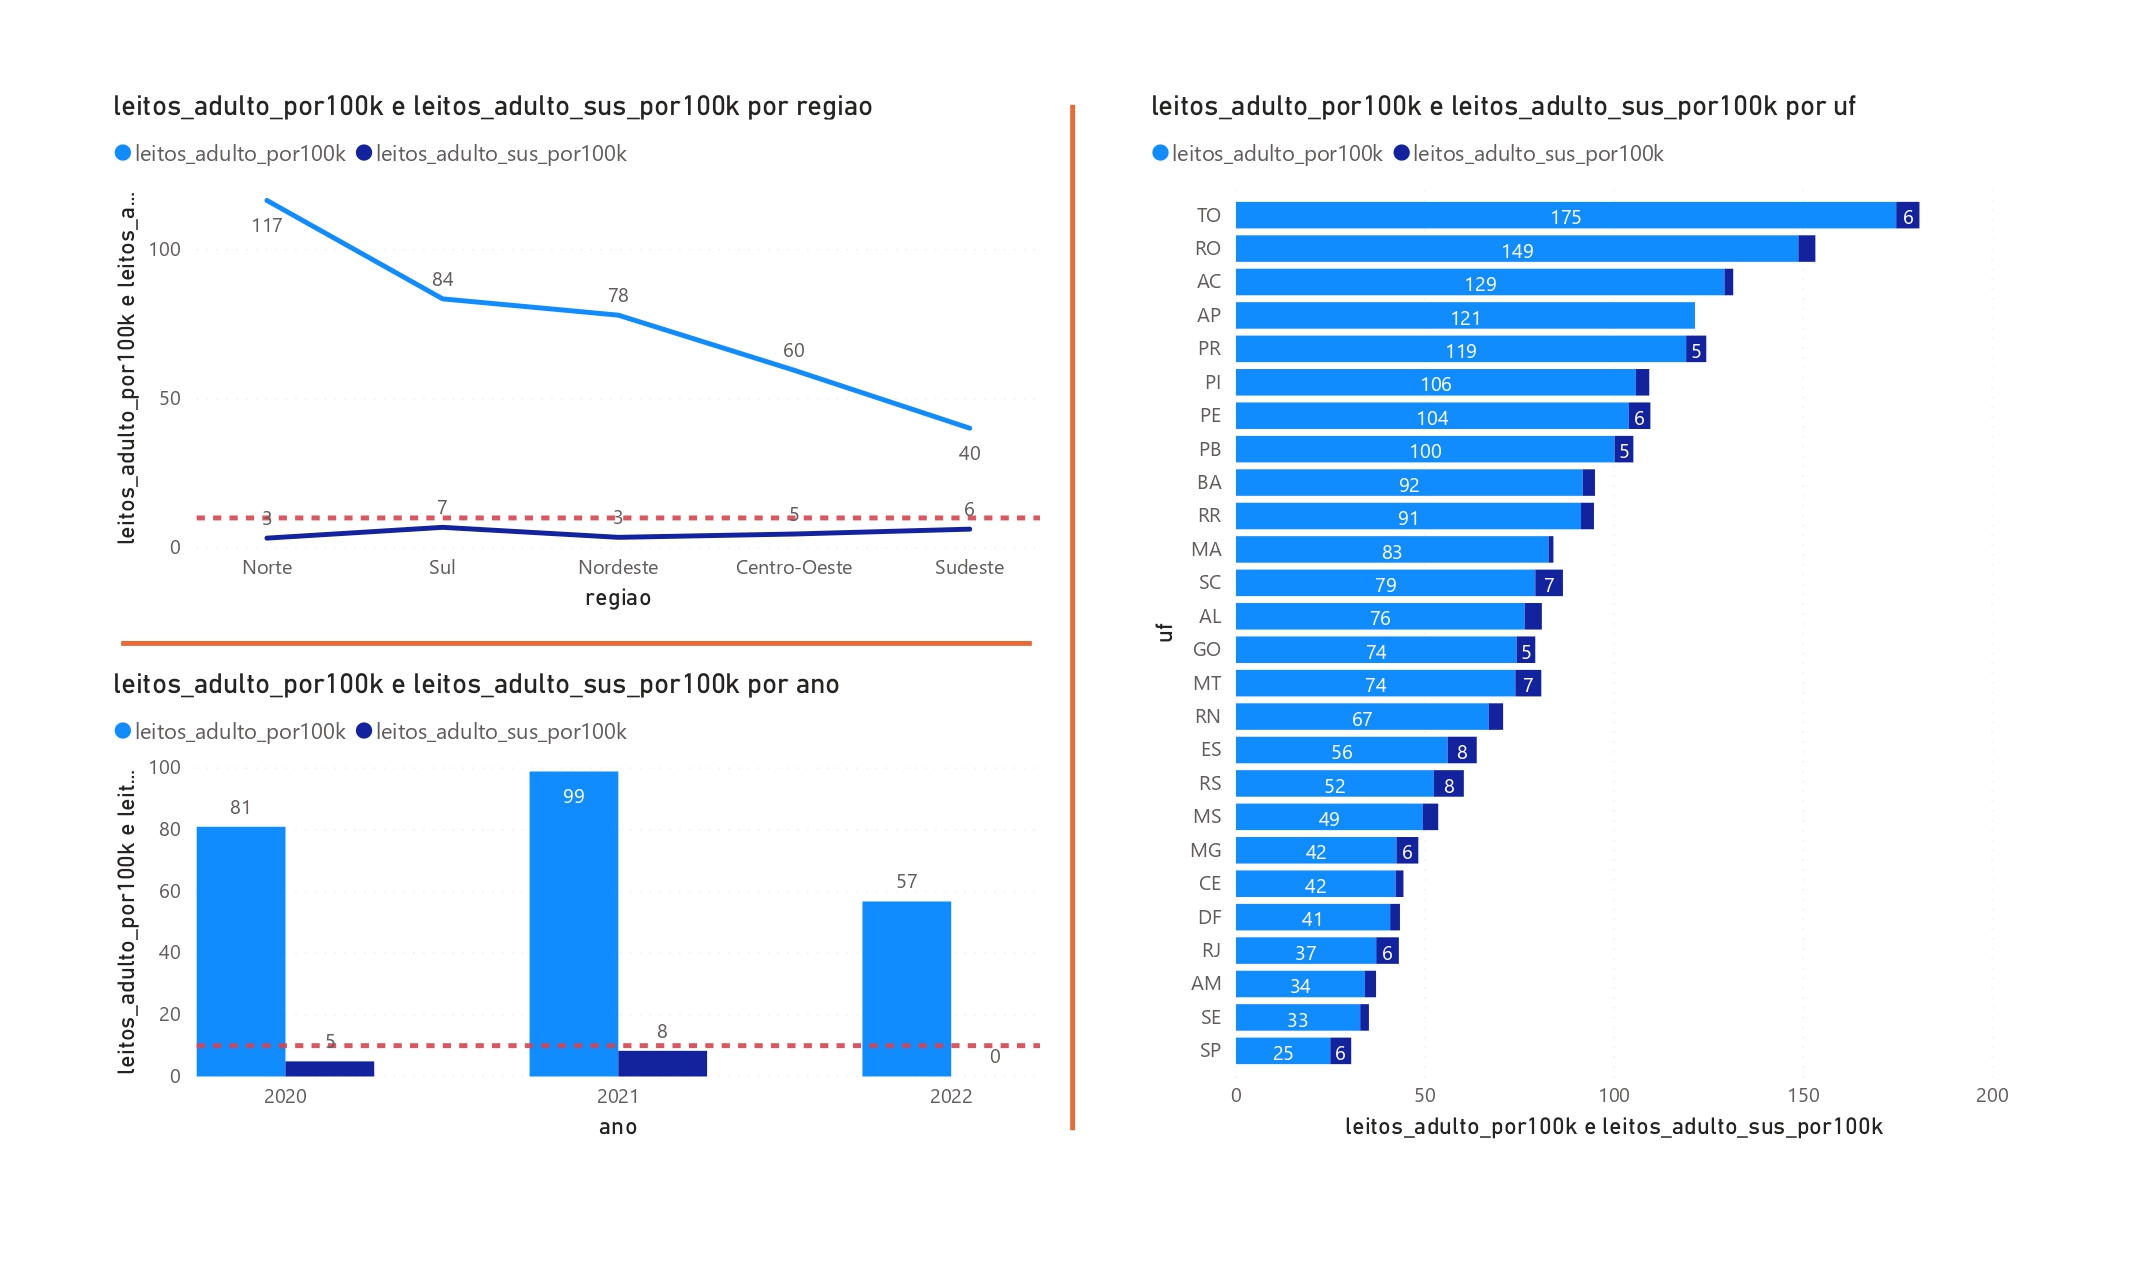 leitos_adulto_por100k e leitos_adulto_sus_por100k por regiao
leitos_adulto_por100k leitos_adulto_sus_por100k
leitos_adulto_por100k e leitos_a...
100
50
0
117
84
78
60
40
3
7
3
5
6
Norte Sul Nordeste Centro-Oeste Sudeste
regiao
leitos_adulto_por100k e leitos_adulto_sus_por100k por ano
leitos_adulto_por100k leitos_adulto_sus_por100k
leitos_adulto_por100k e leit...
100
80
60
40
20
0
81
5
99
8
57
0
2020 2021 2022
ano
leitos_adulto_por100k e leitos_adulto_sus_por100k por uf
leitos_adulto_por100k leitos_adulto_sus_por100k
uf
TO 175 6
RO 149
AC 129
AP 121
PR 119 5
PI 106
PE 104 6
PB 100 5
BA 92
RR 91
MA 83
SC 79 7
AL 76
GO 74 5
MT 74 7
RN 67
ES 56 8
RS 52 8
MS 49
MG 42 6
CE 42
DF 41
RJ 37 6
AM 34
SE 33
SP 25 6
0 50 100 150 200
leitos_adulto_por100k e leitos_adulto_sus_por100k